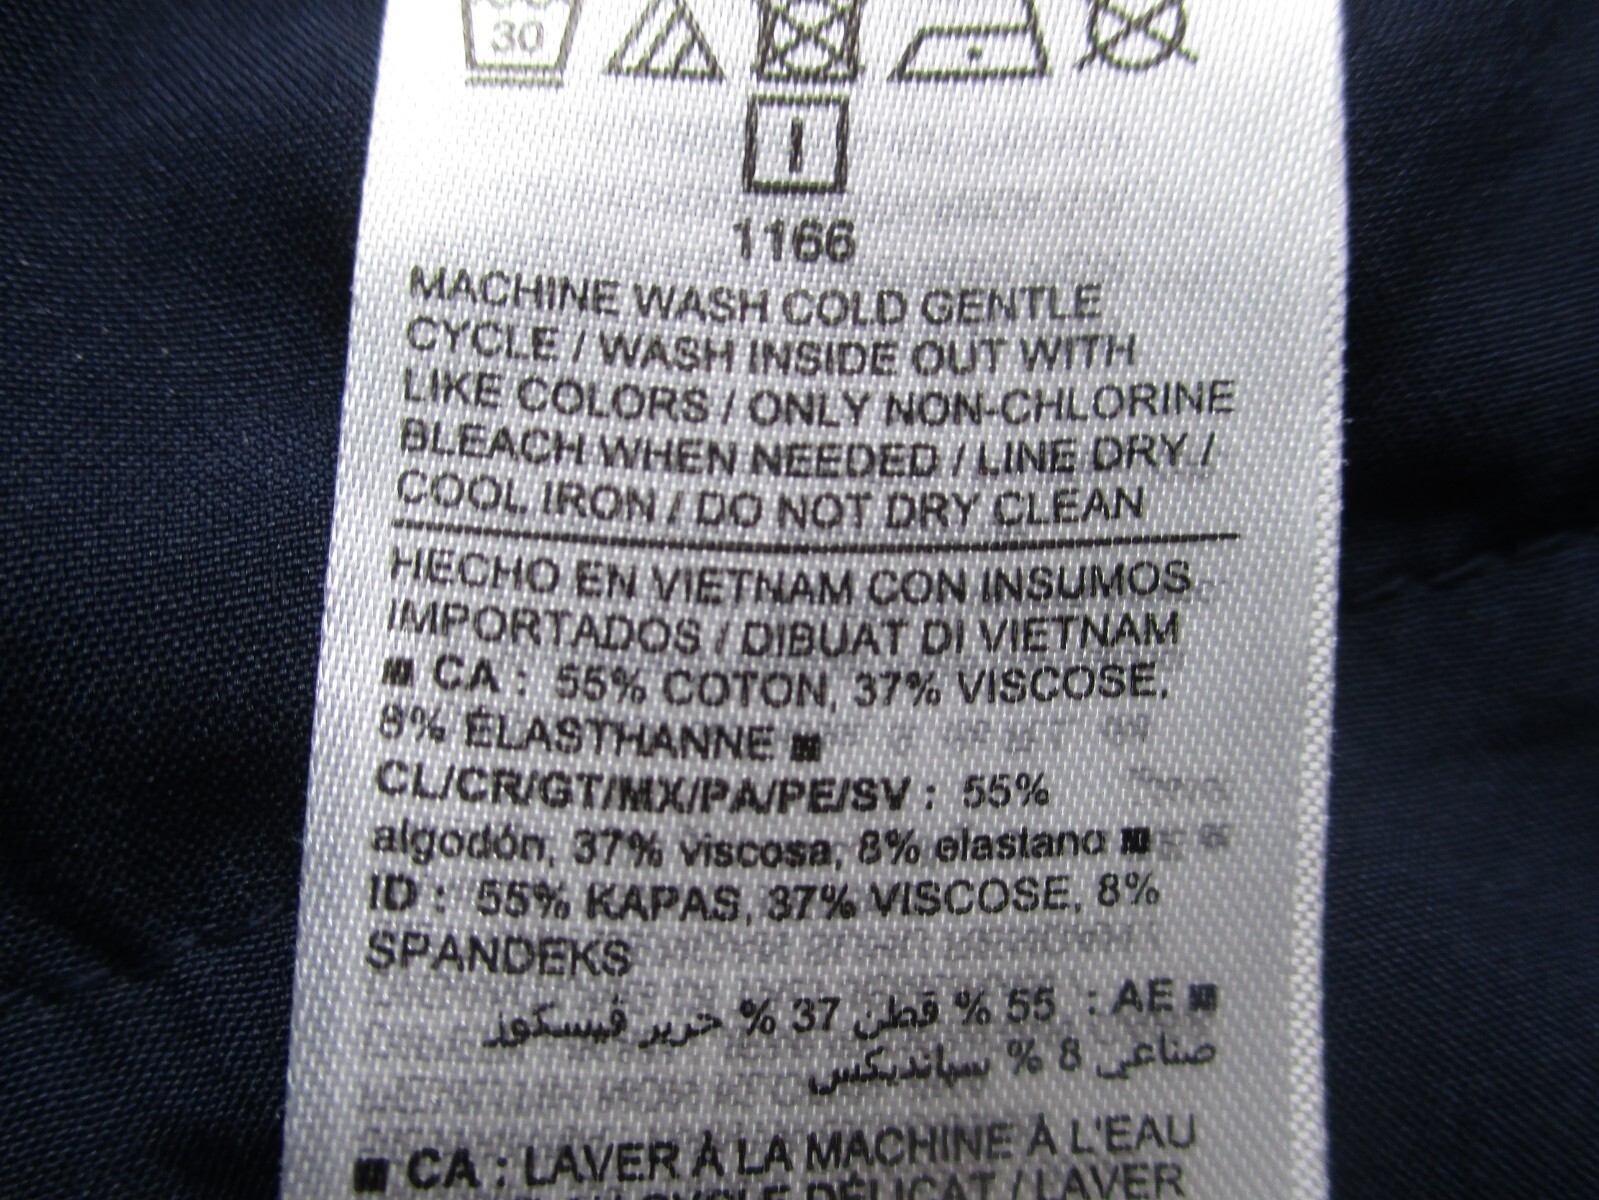 30
I
1166
MACHINE WASH COLD GENTLE
CYCLE / WASH INSIDE OUT WITH
LIKE COLORS / ONLY NON-CHLORINE
BLEACH WHEN NEEDED / LINE DRY /
COOL IRON / DO NOT DRY CLEAN
HECHO EN VIETNAM CON INSUMOS
IMPORTADOS / DIBUAT DI VIETNAM
CA : 55% COTON, 37% VISCOSE,
8% ÉLASTHANNE
CL/CR/GT/MX/PA/PE/SV : 55%
algodón, 37% viscosa, 8% elastano
ID : 55% KAPAS, 37% VISCOSE, 8%
SPANDEKS
AE : 55 % قطن 37 % حرير فيسكوز
صناعي 8 % سباندیکس
CA : LAVER À LA MACHINE À L'EAU
CYCLE DÉLICAT / LAVER